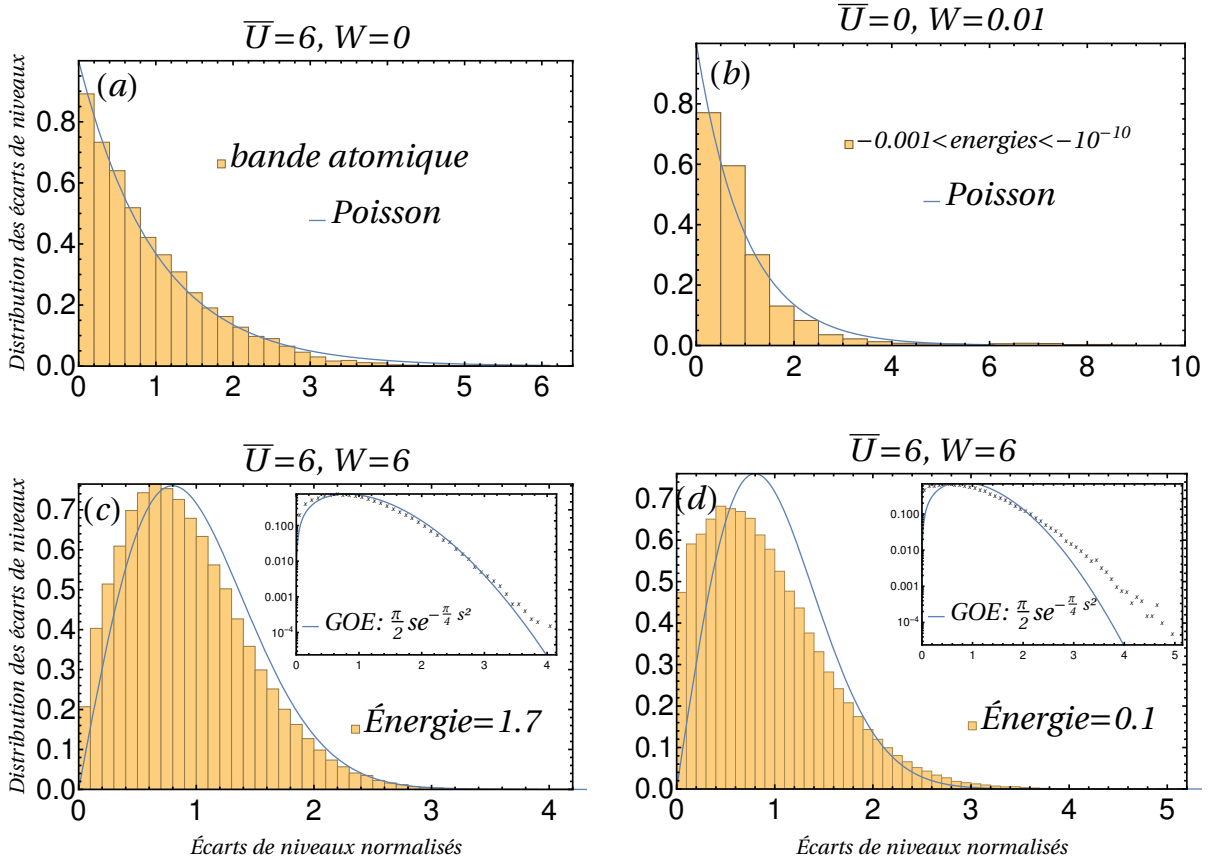 U̅=6, W=0
(a)
bande atomique
Poisson
Distribution des écarts de niveaux
0.8
0.6
0.4
0.2
0.0
0 1 2 3 4 5 6
U̅=0, W=0.01
(b)
−0.001<energies<−10⁻¹⁰
Poisson
0.8
0.6
0.4
0.2
0.0
0 2 4 6 8 10
U̅=6, W=6
(c)
Distribution des écarts de niveaux
0.7
0.6
0.5
0.4
0.3
0.2
0.1
0.0
0 1 2 3 4
Écarts de niveaux normalisés
0.100
0.010
0.001
10⁻⁴
0 1 2 3 4
GOE: π/2 se^(−π/4 s²)
Énergie=1.7
U̅=6, W=6
(d)
0.7
0.6
0.5
0.4
0.3
0.2
0.1
0.0
0 1 2 3 4 5
Écarts de niveaux normalisés
0.100
0.010
0.001
10⁻⁴
0 1 2 3 4 5
GOE: π/2 se^(−π/4 s²)
Énergie=0.1